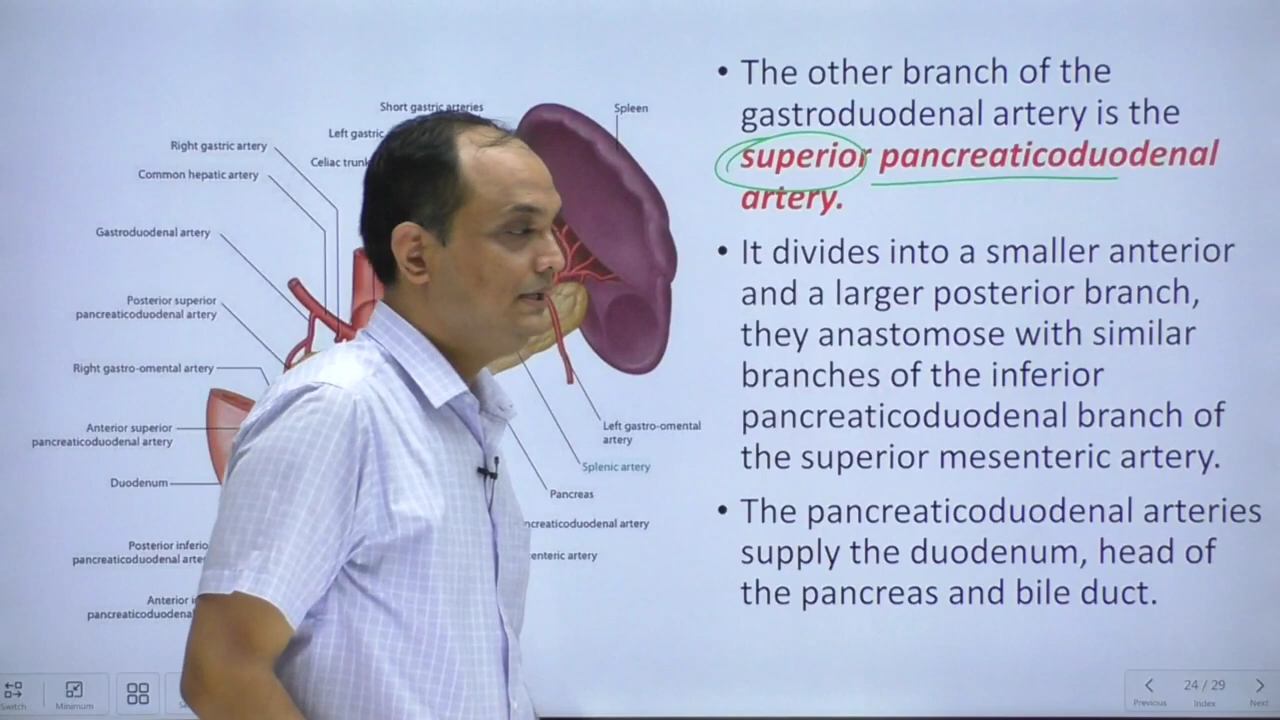 Short gastric arteries
Spleen
Left gastric
Right gastric artery
Celiac trunk
Common hepatic artery
Gastroduodenal artery
Posterior superior
pancreaticoduodenal artery
Right gastro-omental artery
Anterior superior
pancreaticoduodenal artery
Duodenum
Posterior
pancreaticoduodenal
Anterior
pancreaticoduodenal
Left gastro-omental
artery
Splenic artery
Pancreas
artery
artery
• The other branch of the
gastroduodenal artery is the
superior pancreaticoduodenal
artery.
• It divides into a smaller anterior
and a larger posterior branch,
they anastomose with similar
branches of the inferior
pancreaticoduodenal branch of
the superior mesenteric artery.
• The pancreaticoduodenal arteries
supply the duodenum, head of
the pancreas and bile duct.
Switch
Minimum
24 / 29
Previous
Index
Next